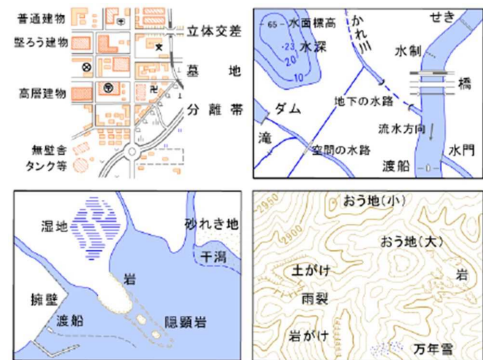 普通建物
堅ろう建物
高層建物
無壁舎
タンク等
立体交差
墓地
分離帯
65
水面標高
23
水深
20
10
かれ川
せき
水制
橋
地下の水路
流水方向
ダム
滝
空間の水路
水門
渡船
湿地
砂れき地
干潟
岩
擁壁
渡船
隠顕岩
2950
2900
おう地(小)
おう地(大)
土がけ
岩
雨裂
岩がけ
万年雪